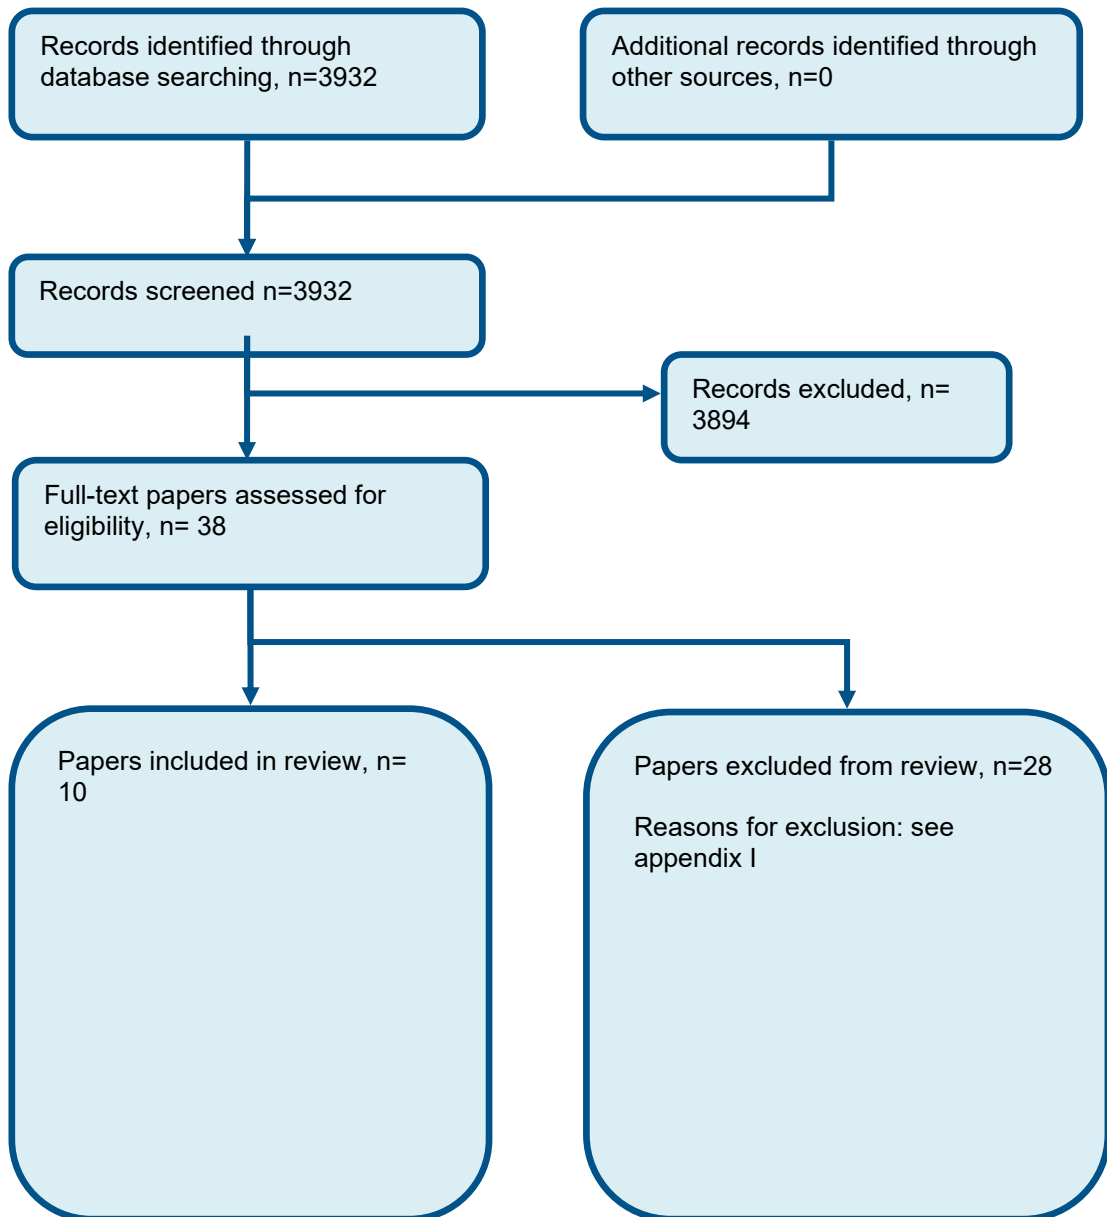 Records identified through
database searching, n=3932
Additional records identified through
other sources, n=0
Records screened n=3932
Records excluded, n=
3894
Full-text papers assessed for
eligibility, n= 38
Papers included in review, n=
10
Papers excluded from review, n=28
Reasons for exclusion: see
appendix I